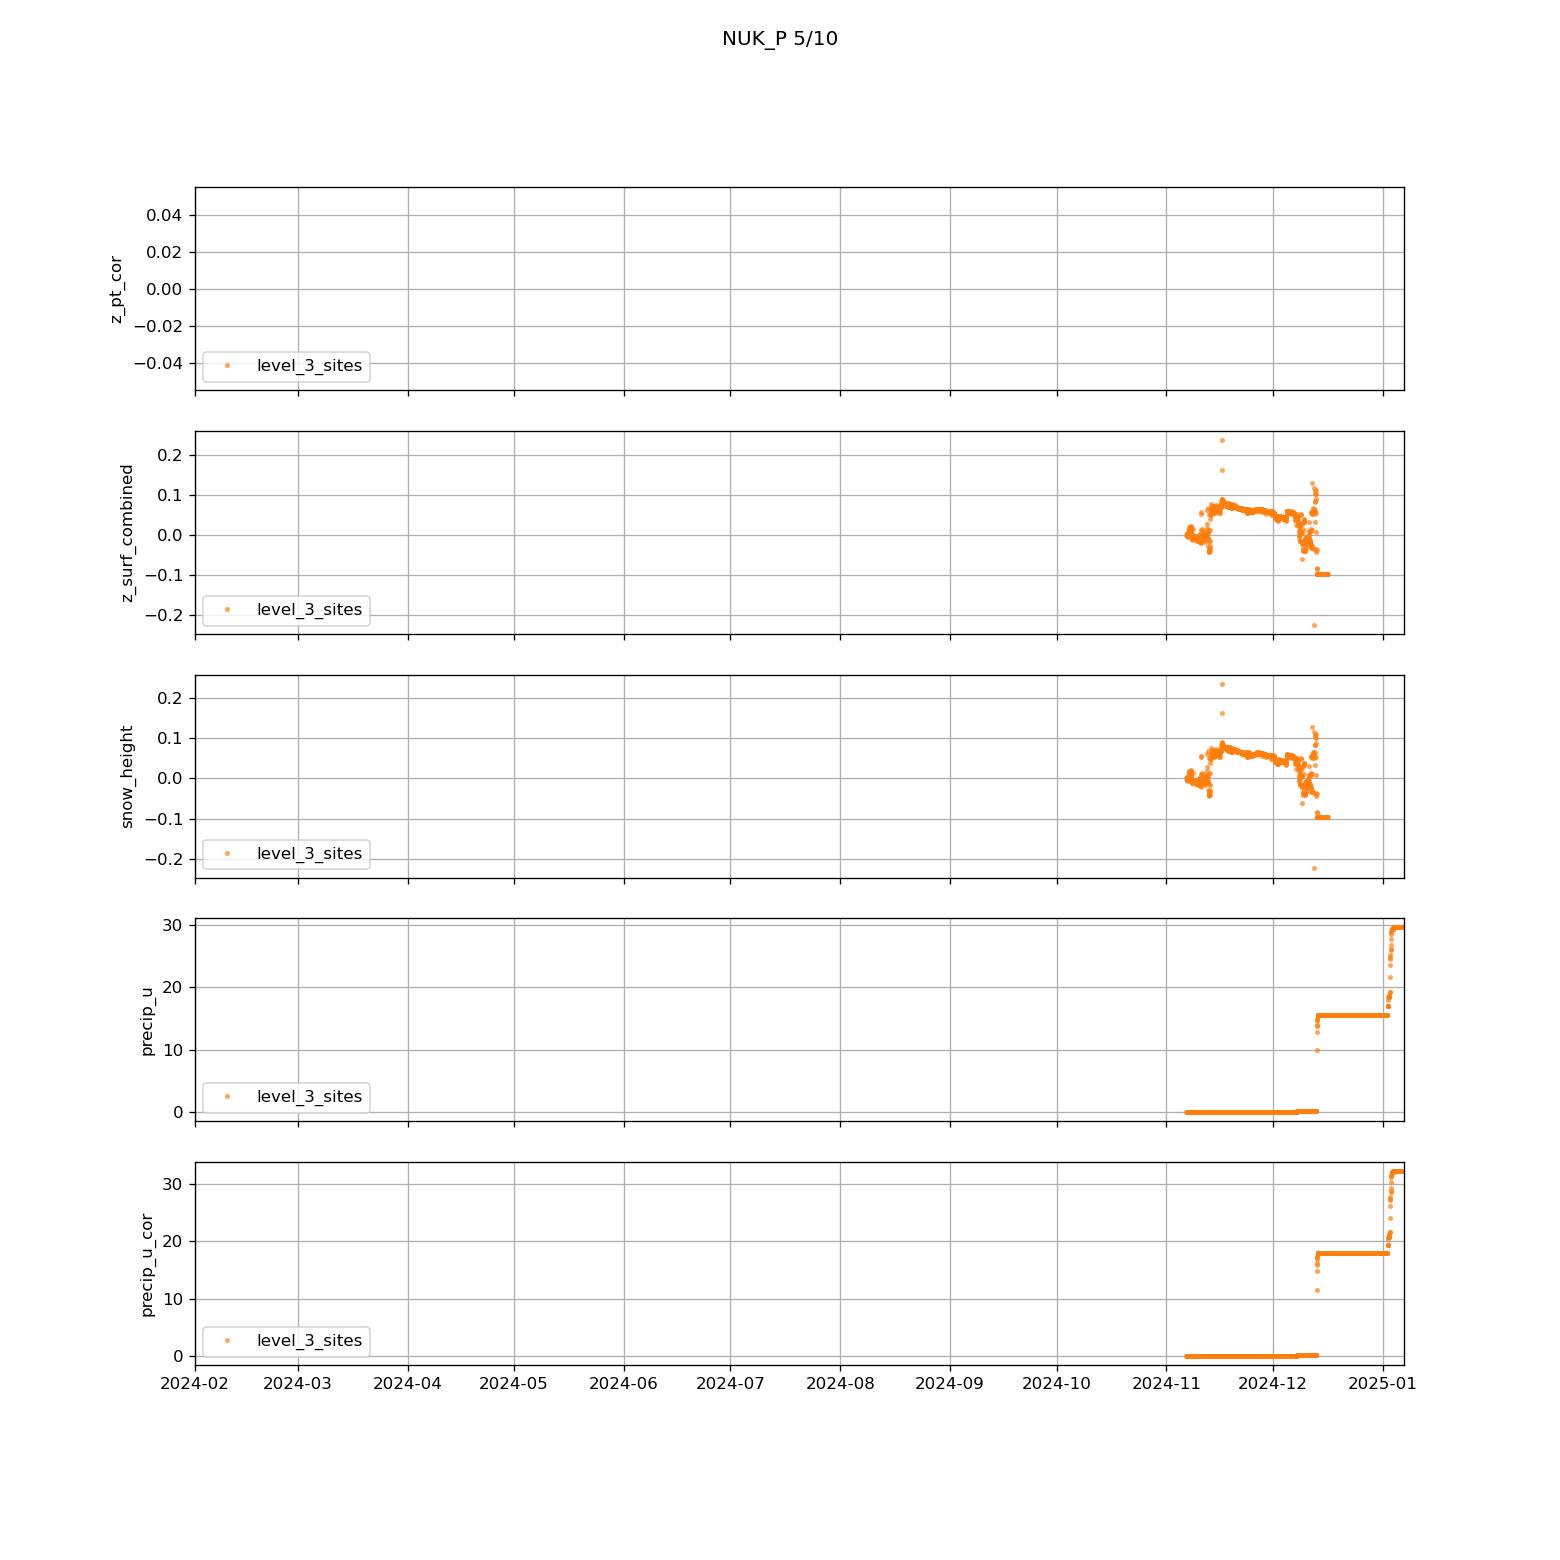 NUK_P 5/10
0.04
0.02
0.00
−0.02
−0.04
z_pt_cor
level_3_sites
0.2
0.1
0.0
−0.1
−0.2
z_surf_combined
level_3_sites
0.2
0.1
0.0
−0.1
−0.2
snow_height
level_3_sites
30
20
10
0
precip_u
level_3_sites
30
20
10
0
precip_u_cor
level_3_sites
2024-02 2024-03 2024-04 2024-05 2024-06 2024-07 2024-08 2024-09 2024-10 2024-11 2024-12 2025-01